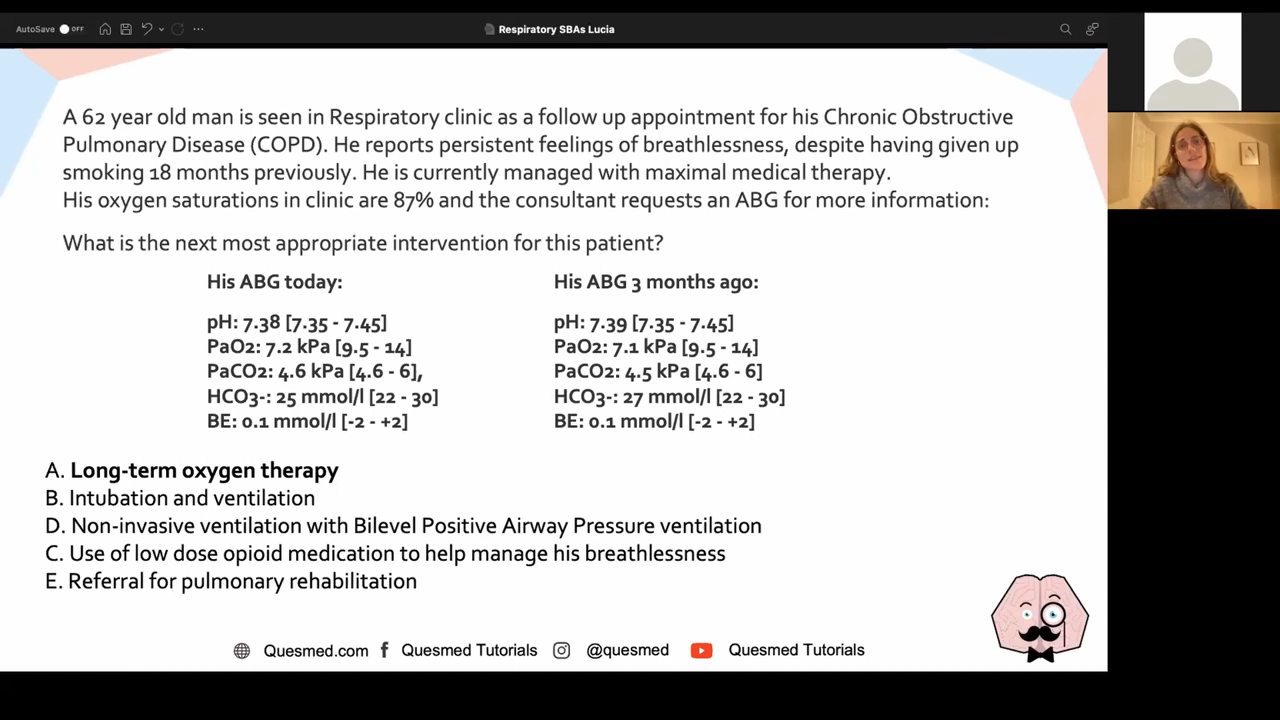 AutoSave OFF
Respiratory SBAs Lucia
A 62 year old man is seen in Respiratory clinic as a follow up appointment for his Chronic Obstructive
Pulmonary Disease (COPD). He reports persistent feelings of breathlessness, despite having given up
smoking 18 months previously. He is currently managed with maximal medical therapy.
His oxygen saturations in clinic are 87% and the consultant requests an ABG for more information:
What is the next most appropriate intervention for this patient?
His ABG today:
pH: 7.38 [7.35 - 7.45]
PaO2: 7.2 kPa [9.5 - 14]
PaCO2: 4.6 kPa [4.6 - 6],
HCO3-: 25 mmol/l [22 - 30]
BE: 0.1 mmol/l [-2 - +2]
His ABG 3 months ago:
pH: 7.39 [7.35 - 7.45]
PaO2: 7.1 kPa [9.5 - 14]
PaCO2: 4.5 kPa [4.6 - 6]
HCO3-: 27 mmol/l [22 - 30]
BE: 0.1 mmol/l [-2 - +2]
A. Long-term oxygen therapy
B. Intubation and ventilation
D. Non-invasive ventilation with Bilevel Positive Airway Pressure ventilation
C. Use of low dose opioid medication to help manage his breathlessness
E. Referral for pulmonary rehabilitation
Quesmed.com f Quesmed Tutorials @quesmed Quesmed Tutorials